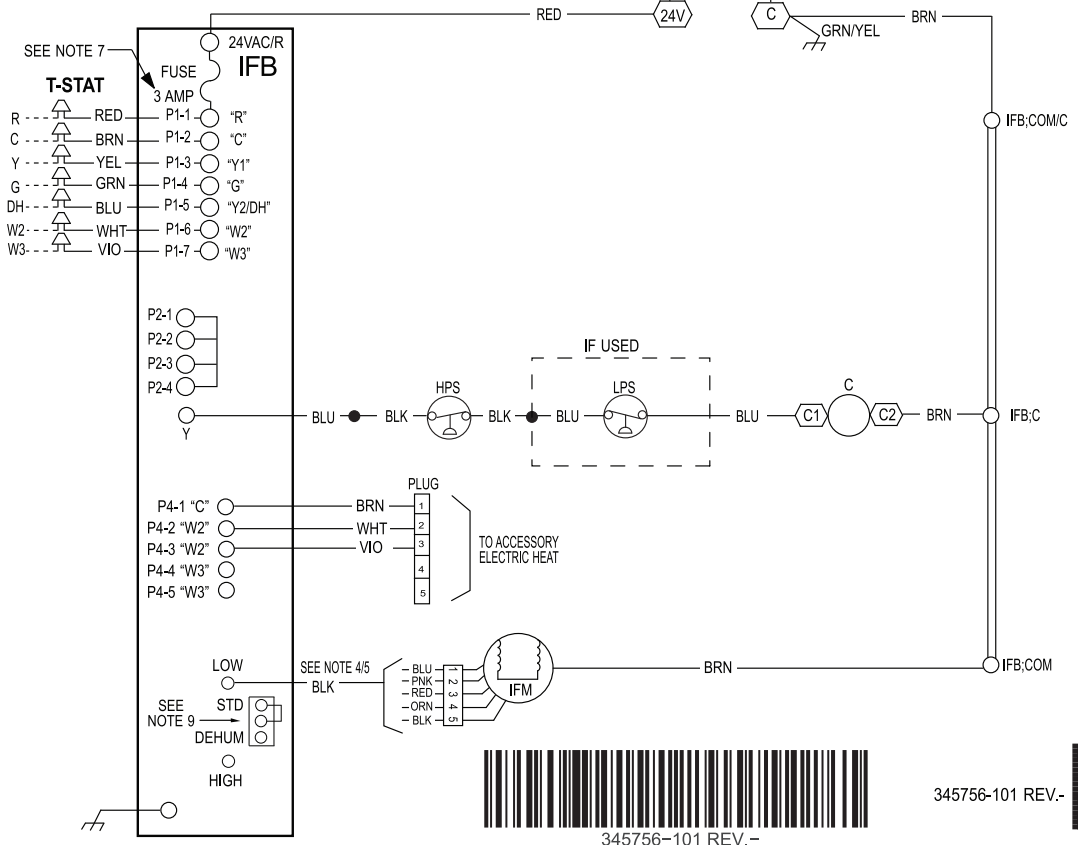 RED
24V
C
BRN
GRN/YEL
SEE NOTE 7
24VAC/R
IFB
FUSE
3 AMP
T-STAT
R RED P1-1 “R”
C BRN P1-2 “C”
Y YEL P1-3 “Y1”
G GRN P1-4 “G”
DH BLU P1-5 “Y2/DH”
W2 WHT P1-6 “W2”
W3 VIO P1-7 “W3”
IFB;COM/C
P2-1
P2-2
P2-3
P2-4
IF USED
HPS
LPS
C
Y
BLU
BLK
BLK
BLU
BLU
C1
C2
BRN
IFB;C
PLUG
P4-1 “C” BRN 1
P4-2 “W2” WHT 2
P4-3 “W2” VIO 3
P4-4 “W3” 4
P4-5 “W3” 5
TO ACCESSORY
ELECTRIC HEAT
LOW
SEE NOTE 4/5
BLK
BLU 1
PNK 2
RED 3
ORN 4
BLK 5
IFM
BRN
IFB;COM
STD
SEE
NOTE 9
DEHUM
HIGH
345756-101 REV.-
345756-101 REV.-